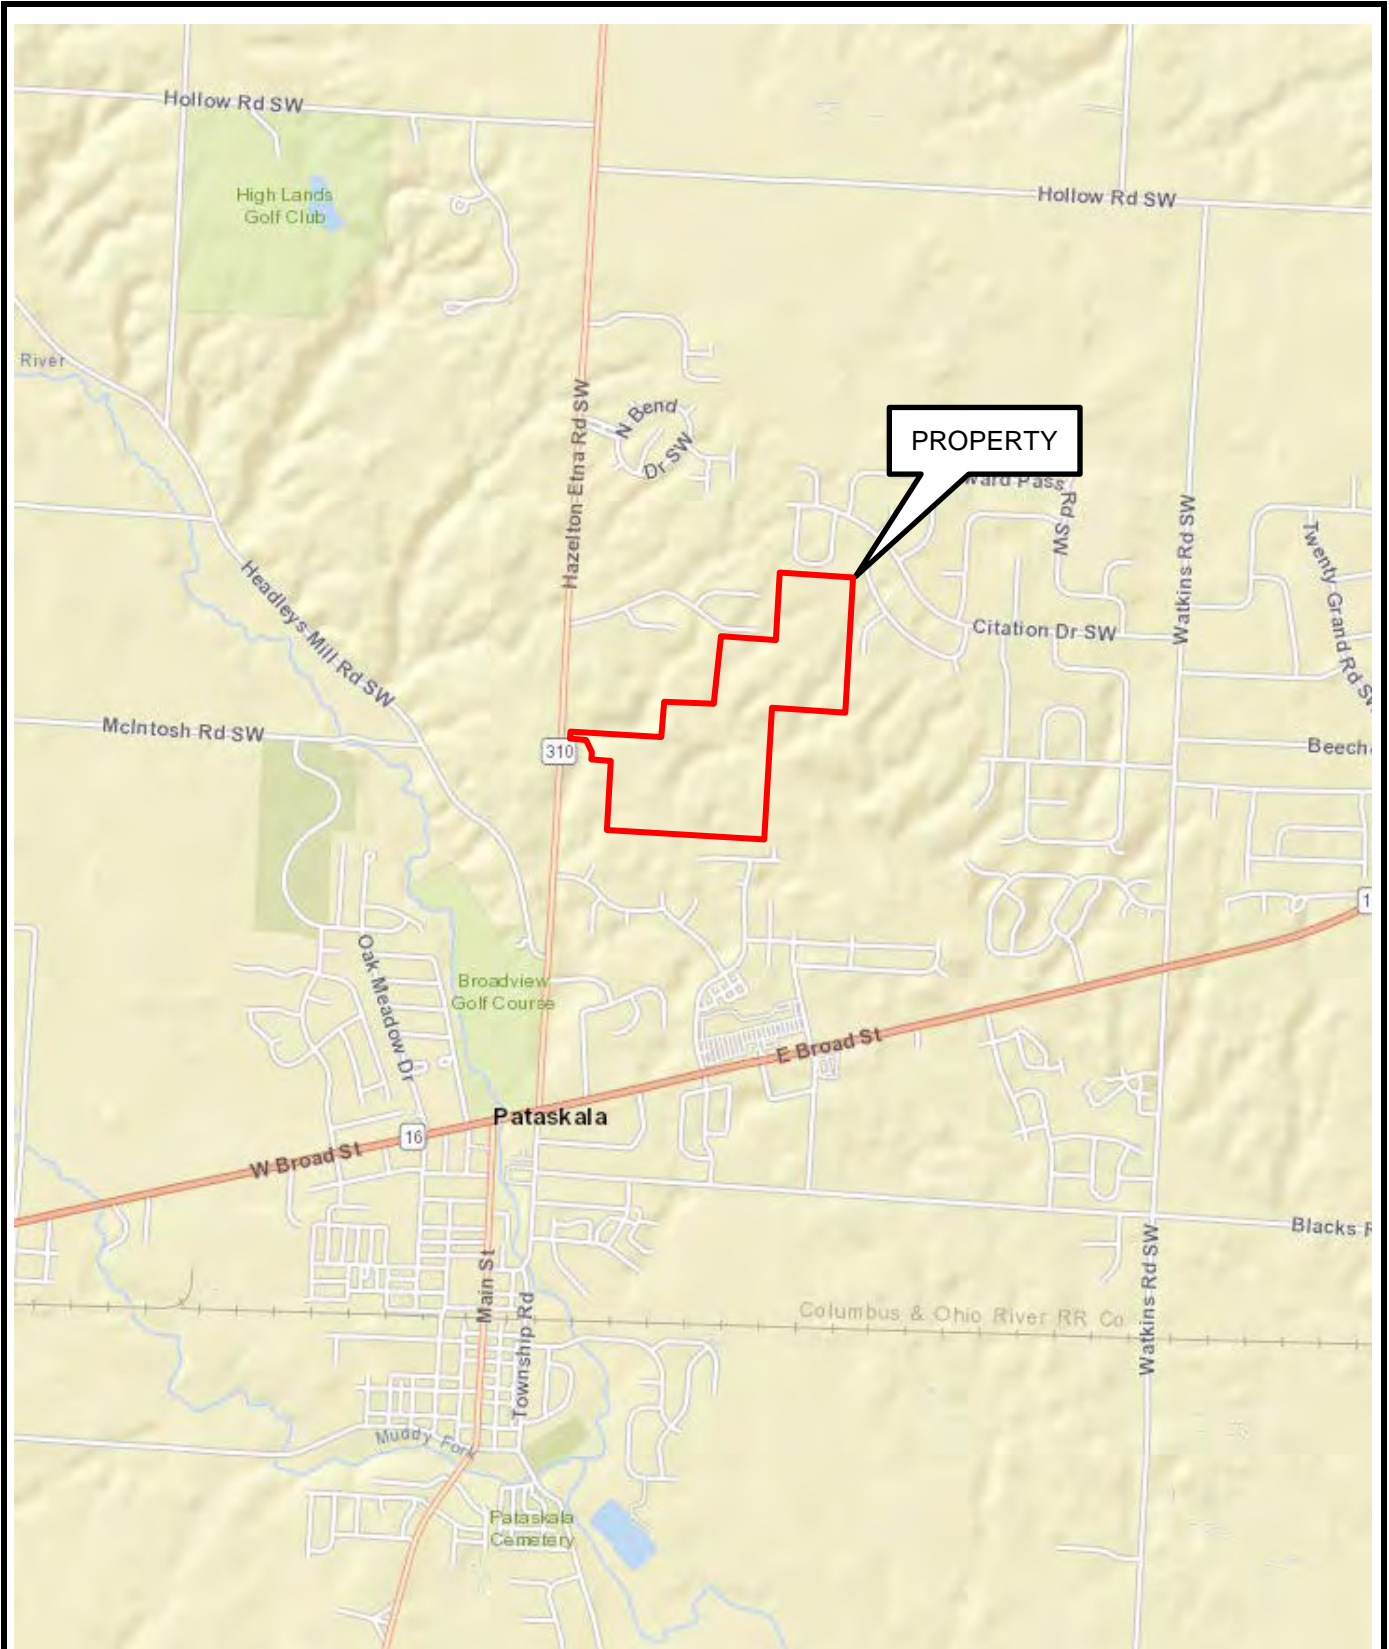 Hollow Rd SW
High Lands
Golf Club
Hollow Rd SW
River
Hazelton-Etna Rd SW
N Bend
Dr SW
PROPERTY
ward Pass
Rd SW
Watkins Rd SW
Twenty Grand Rd
Headleys Mill Rd SW
Citation Dr SW
McIntosh Rd SW
310
Beech
Oak Meadow Dr
Broadview
Golf Course
E Broad St
Pataskala
16
W Broad St
Blacks
Main St
Township Rd
Columbus & Ohio River RR Co
Watkins Rd SW
Muddy Fork
Pataskala
Cemetery